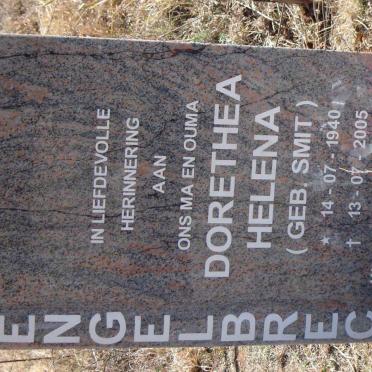 ENGELBREC
IN LIEFDEVOLLE
HERINNERING
AAN
ONS MA EN OUMA
DORETHEA
HELENA
( GEB. SMIT )
★ 14 - 07 - 1940
✝ 13 - 07 - 2005